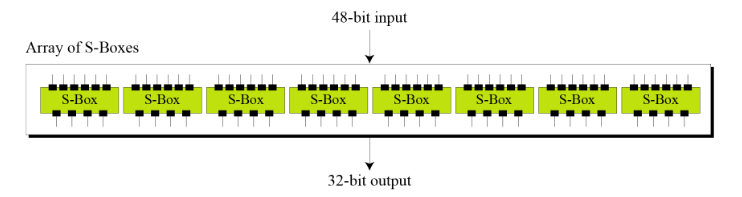 48-bit input
Array of S-Boxes
S-Box S-Box S-Box S-Box S-Box S-Box S-Box S-Box
32-bit output